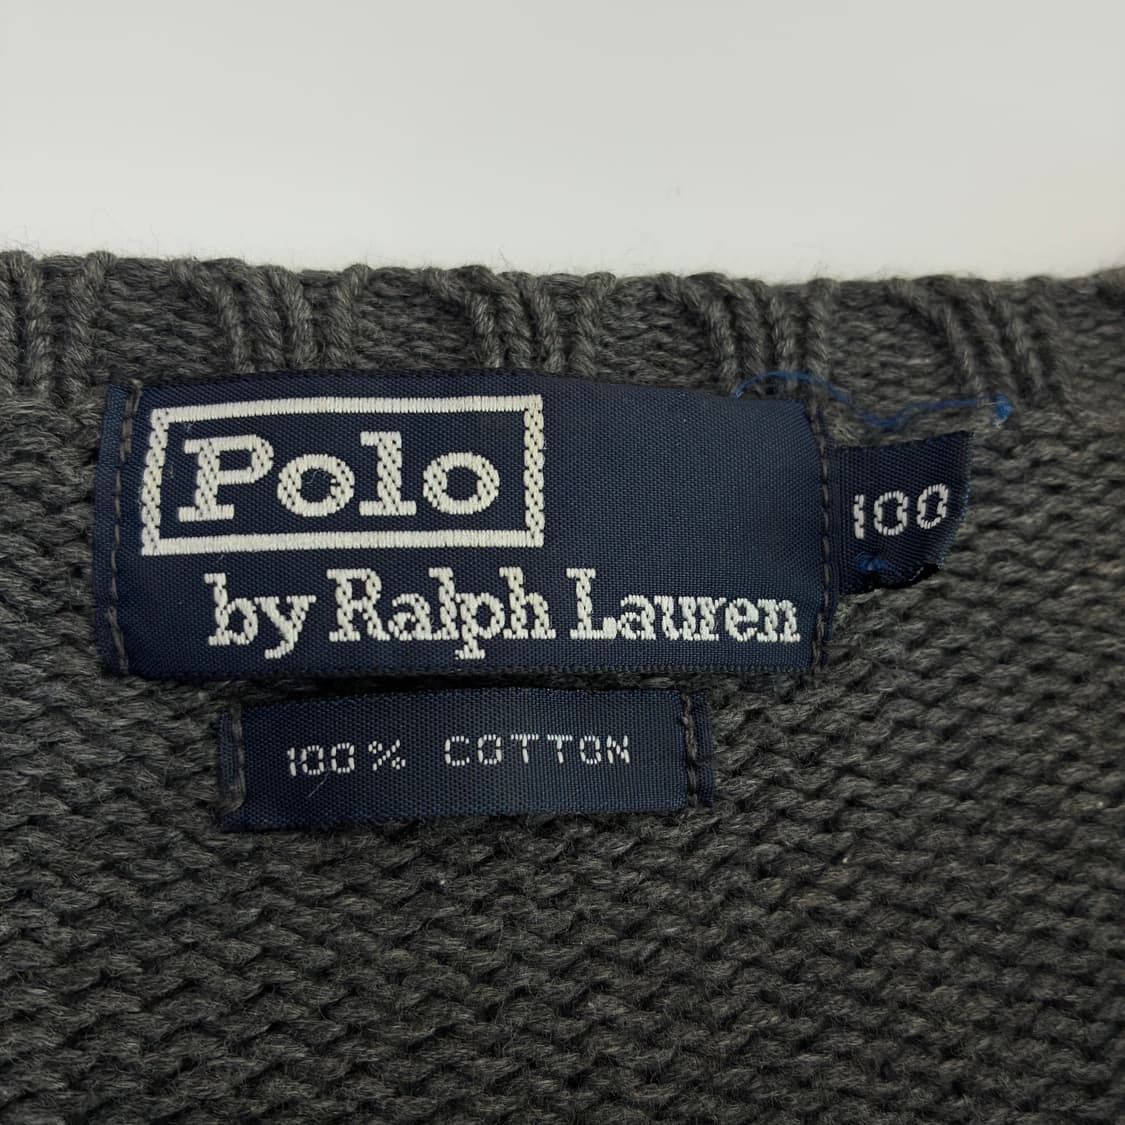 Polo
by Ralph Lauren
100
100% COTTON